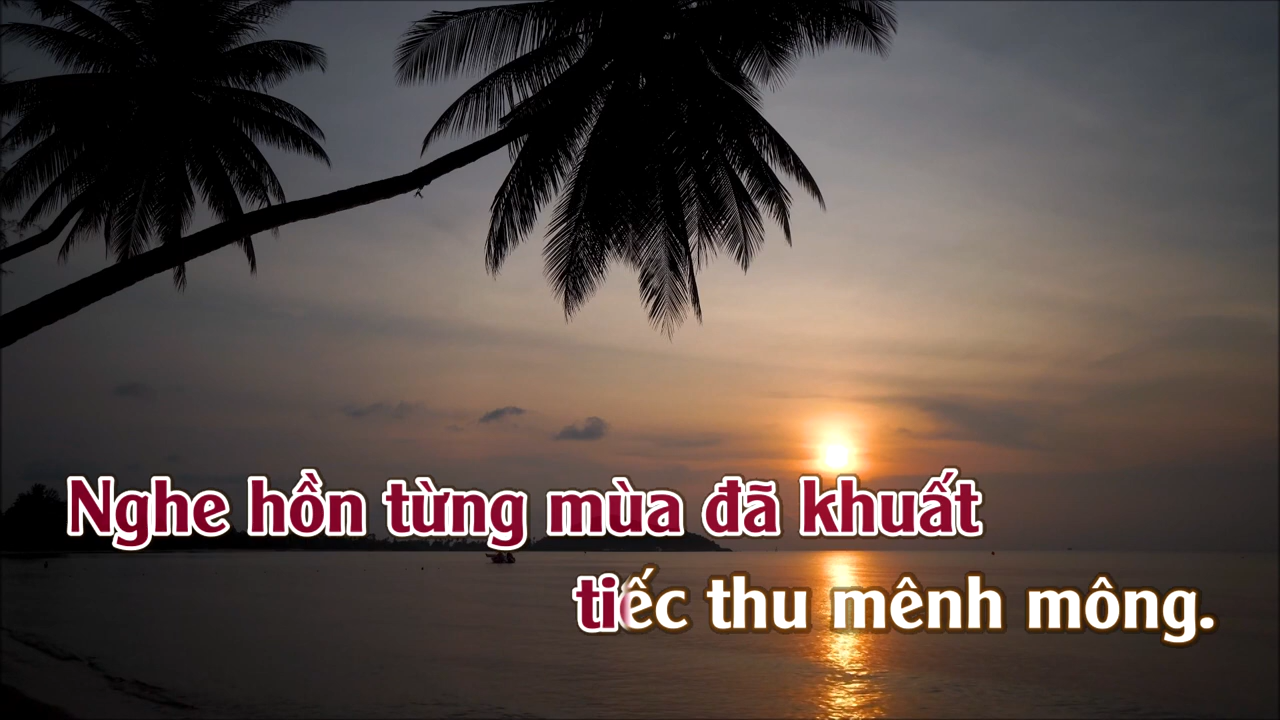 Nghe hồn từng mùa đã khuất
tiếc thu mênh mông.